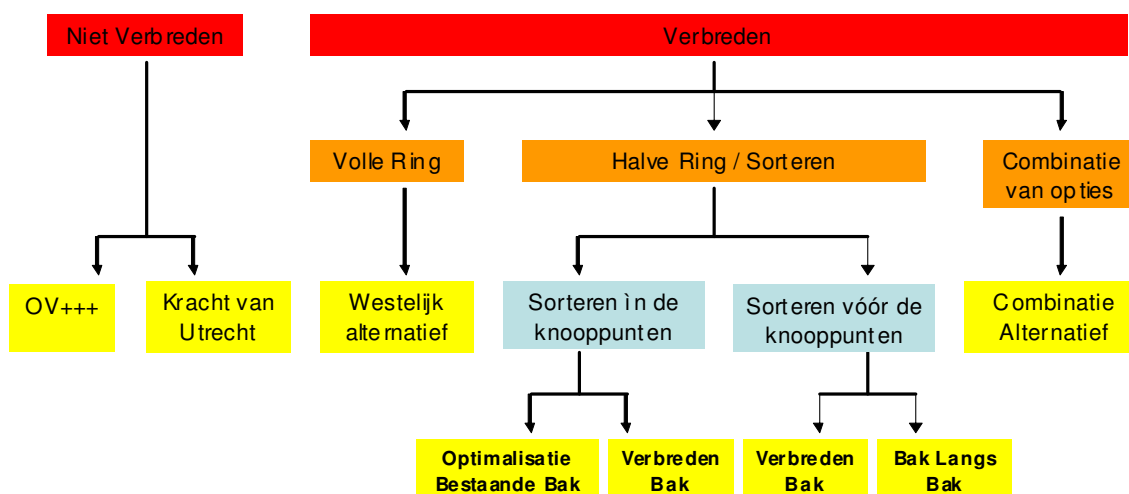 Niet Verbreden
Verbreden
Volle Ring
Halve Ring / Sorteren
Combinatie
van opties
OV+++
Kracht van
Utrecht
Westelijk
alternatief
Sorteren ìn de
knooppunten
Sorteren vóór de
knooppunten
Combinatie
Alternatief
Optimalisatie
Bestaande Bak
Verbreden
Bak
Verbreden
Bak
Bak Langs
Bak